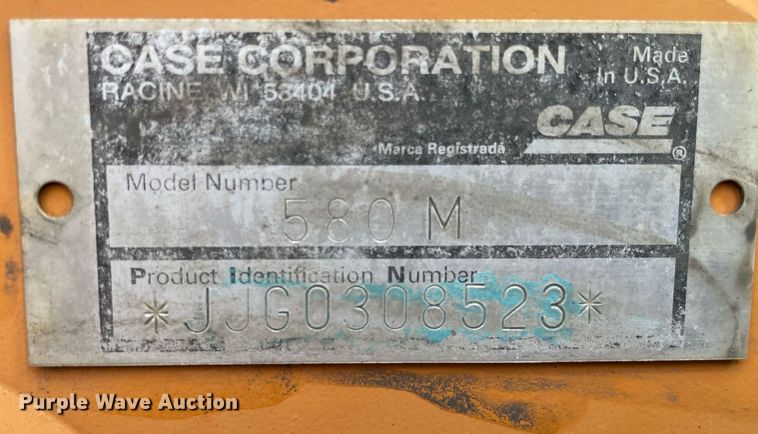 CASE CORPORATION
RACINE, WI 53404 U.S.A.
Made
In U.S.A.
CASE
Marca Registrada ®
Model Number
580 M
Product Identification Number
*JJG0308523*
Purple Wave Auction